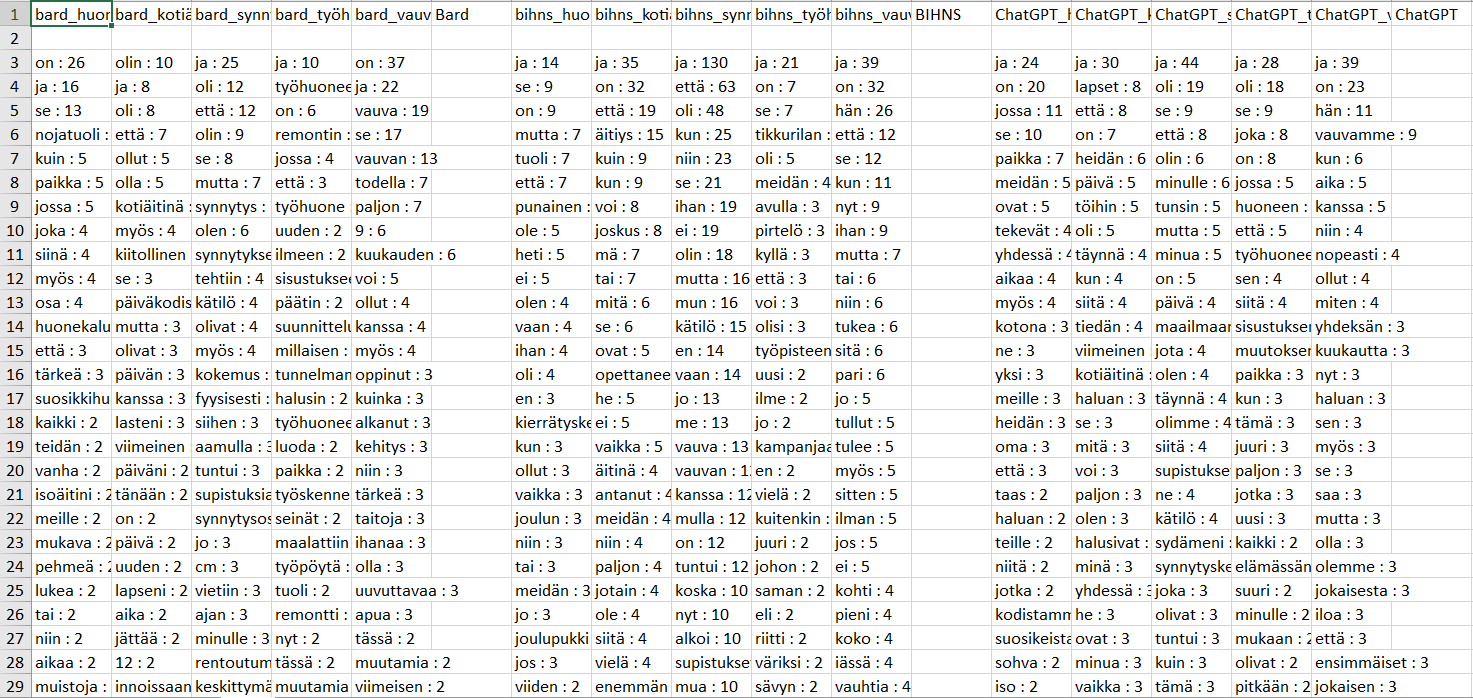 1 bard_huor bard_kotiä bard_synn bard_työh bard_vauv Bard bihns_huo bihns_koti bihns_synr bihns_työl bihns_vauv BIHNS ChatGPT_h ChatGPT_k ChatGPT_s ChatGPT_t ChatGPT_v ChatGPT
2
3 on : 26 olin : 10 ja : 25 ja : 10 on : 37 ja : 14 ja : 35 ja : 130 ja : 21 ja : 39 ja : 24 ja : 30 ja : 44 ja : 28 ja : 39
4 ja : 16 ja : 8 oli : 12 työhuonee ja : 22 se : 9 on : 32 että : 63 on : 7 on : 32 on : 20 lapset : 8 oli : 19 oli : 18 on : 23
5 se : 13 oli : 8 että : 12 on : 6 vauva : 19 on : 9 että : 19 oli : 48 se : 7 hän : 26 jossa : 11 että : 8 se : 9 se : 9 hän : 11
6 nojatuoli : että : 7 olin : 9 remontin : se : 17 mutta : 7 äitiys : 15 kun : 25 tikkurilan : että : 12 se : 10 on : 7 että : 8 joka : 8 vauvamme : 9
7 kuin : 5 ollut : 5 se : 8 jossa : 4 vauvan : 13 tuoli : 7 kuin : 9 niin : 23 oli : 5 se : 12 paikka : 7 heidän : 6 olin : 6 on : 8 kun : 6
8 paikka : 5 olla : 5 mutta : 7 että : 3 todella : 7 että : 7 kun : 9 se : 21 meidän : 4 kun : 11 meidän : 5 päivä : 5 minulle : 6 jossa : 5 aika : 5
9 jossa : 5 kotiäitinä : synnytys : työhuone paljon : 7 punainen : voi : 8 ihan : 19 avulla : 3 nyt : 9 ovat : 5 töihin : 5 tunsin : 5 huoneen : kanssa : 5
10 joka : 4 myös : 4 olen : 6 uuden : 2 9 : 6 ole : 5 joskus : 8 ei : 19 pirtelö : 3 ihan : 9 tekevät : 4 oli : 5 mutta : 5 että : 5 niin : 4
11 siinä : 4 kiitollinen synnytykse ilmeen : 2 kuukauden : 6 heti : 5 mä : 7 olin : 18 kyllä : 3 mutta : 7 yhdessä : 4 täynnä : 4 minua : 5 työhuonee nopeasti : 4
12 myös : 4 se : 3 tehtiin : 4 sisustukse voi : 5 ei : 5 tai : 7 mutta : 16 että : 3 tai : 6 aikaa : 4 kun : 4 on : 5 sen : 4 ollut : 4
13 osa : 4 päiväkodis kätilö : 4 päätin : 2 ollut : 4 olen : 4 mitä : 6 mun : 16 voi : 3 niin : 6 myös : 4 siitä : 4 päivä : 4 siitä : 4 miten : 4
14 huonekalu mutta : 3 olivat : 4 suunnittelu kanssa : 4 vaan : 4 se : 6 kätilö : 15 olisi : 3 tukea : 6 kotona : 3 tiedän : 4 maailmaar sisustukser yhdeksän : 3
15 että : 3 olivat : 3 myös : 4 millaisen : myös : 4 ihan : 4 ovat : 5 en : 14 työpisteen sitä : 6 ne : 3 viimeinen jota : 4 muutokser kuukautta : 3
16 tärkeä : 3 päivän : 3 kokemus : tunnelman oppinut : 3 oli : 4 opettanee vaan : 14 uusi : 2 pari : 6 yksi : 3 kotiäitinä : olen : 4 paikka : 3 nyt : 3
17 suosikkihu kanssa : 3 fyysisesti : halusin : 2 kuinka : 3 en : 3 he : 5 jo : 13 ilme : 2 jo : 5 meille : 3 haluan : 3 täynnä : 4 kun : 3 haluan : 3
18 kaikki : 2 lasteni : 3 siihen : 3 työhuonee alkanut : 3 kierrätyske ei : 5 me : 13 jo : 2 tullut : 5 heidän : 3 se : 3 olimme : 4 tämä : 3 sen : 3
19 teidän : 2 viimeinen aamulla : 3 luoda : 2 kehitys : 3 kun : 3 vaikka : 5 vauva : 13 kampanjaa tulee : 5 oma : 3 mitä : 3 siitä : 4 juuri : 3 myös : 3
20 vanha : 2 päiväni : 2 tuntui : 3 paikka : 2 niin : 3 ollut : 3 äitinä : 4 vauvan : 12 en : 2 myös : 5 että : 3 voi : 3 supistukse paljon : 3 se : 3
21 isoäitini : 2 tänään : 2 supistuksia työskenne tärkeä : 3 vaikka : 3 antanut : 4 kanssa : 12 vielä : 2 sitten : 5 taas : 2 paljon : 3 ne : 4 jotka : 3 saa : 3
22 meille : 2 on : 2 synnytysos seinät : 2 taitoja : 3 joulun : 3 meidän : 4 mulla : 12 kuitenkin : ilman : 5 haluan : 2 olen : 3 kätilö : 4 uusi : 3 mutta : 3
23 mukava : 2 päivä : 2 jo : 3 maalattiin ihanaa : 3 niin : 3 niin : 4 on : 12 juuri : 2 jos : 5 teille : 2 halusivat : sydämeni : kaikki : 2 olla : 3
24 pehmeä : 2 uuden : 2 cm : 3 työpöytä : olla : 3 tai : 3 paljon : 4 tuntui : 12 johon : 2 ei : 5 niitä : 2 minä : 3 synnytyske elämässän olemme : 3
25 lukea : 2 lapseni : 2 vietiin : 3 tuoli : 2 uuvuttavaa : 3 meidän : 3 jotain : 4 koska : 10 saman : 2 kohti : 4 jotka : 2 yhdessä : 3 joka : 3 suuri : 2 jokaisesta : 3
26 tai : 2 aika : 2 ajan : 3 remontti : apua : 3 jo : 3 ole : 4 nyt : 10 eli : 2 pieni : 4 kodistamm he : 3 olivat : 3 minulle : 2 iloa : 3
27 niin : 2 jättää : 2 minulle : 3 nyt : 2 tässä : 2 joulupukki siitä : 4 alkoi : 10 riitti : 2 koko : 4 suosikeista ovat : 3 tuntui : 3 mukaan : 2 että : 3
28 aikaa : 2 12 : 2 rentoutum tässä : 2 muutamia : 2 jos : 3 vielä : 4 supistukse väriksi : 2 iässä : 4 sohva : 2 minua : 3 kuin : 3 olivat : 2 ensimmäiset : 3
29 muistoja : innoissaan keskittymä muutamia viimeisen : 2 viiden : 2 enemmän mua : 10 sävyn : 2 vauhtia : 4 iso : 2 vaikka : 3 tämä : 3 pitkään : 2 jokaisen : 3